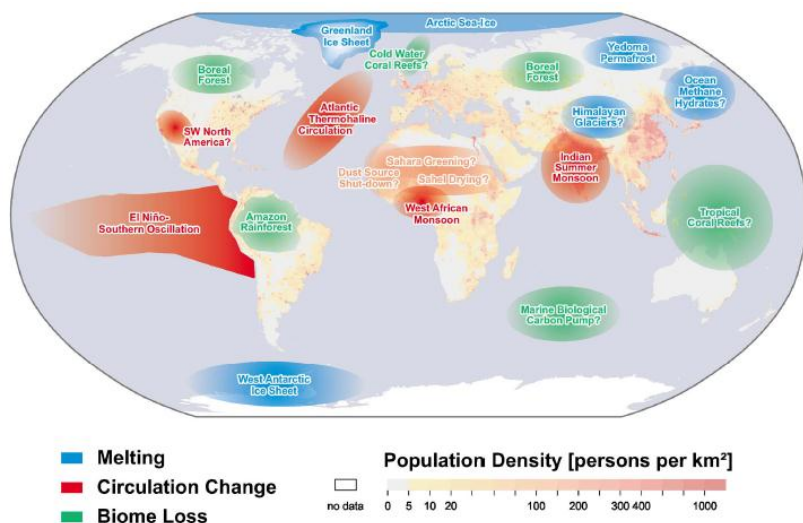 Arctic Sea-Ice
Greenland
Ice Sheet
Cold Water
Coral Reefs?
Boreal
Forest
Boreal
Forest
Yedoma
Permafrost
Ocean
Methane
Hydrates?
Atlantic
Thermohaline
Circulation
Himalayan
Glaciers?
SW North
America?
Sahara Greening?
Dust Source
Shut-down?
Sahel Drying?
Indian
Summer
Monsoon
West African
Monsoon
El Niño-
Southern Oscillation
Amazon
Rainforest
Tropical
Coral Reefs?
Marine Biological
Carbon Pump?
West Antarctic
Ice Sheet
Melting
Circulation Change
Biome Loss
Population Density [persons per km²]
no data
0 5 10 20 100 200 300 400 1000